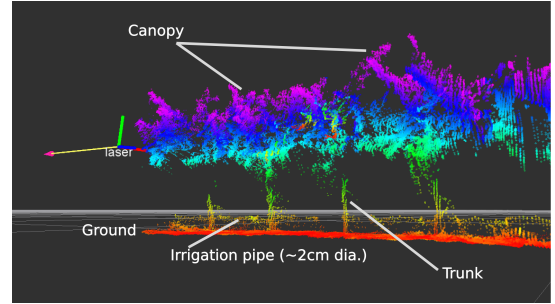 Canopy
laser
Ground
Irrigation pipe (~2cm dia.)
Trunk